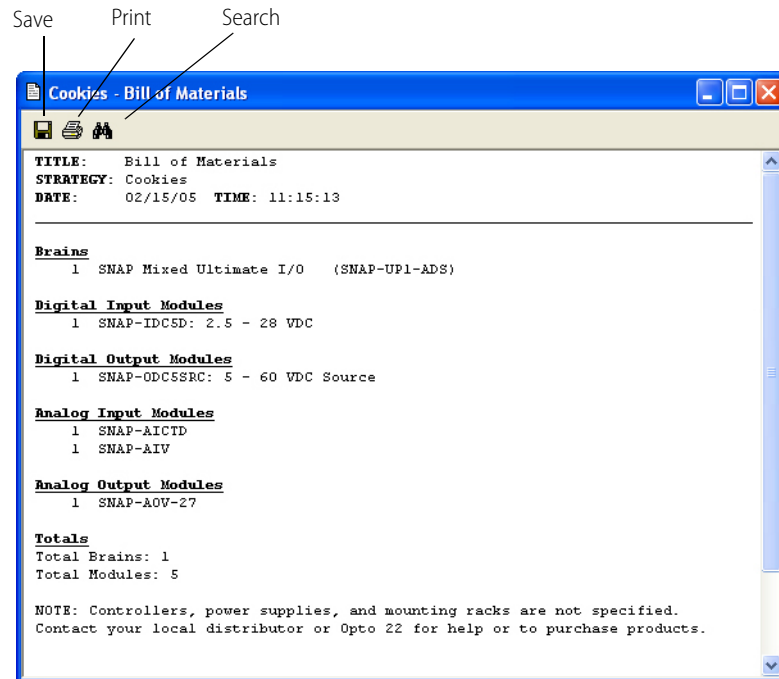 Save Print Search
Cookies - Bill of Materials
TITLE: Bill of Materials
STRATEGY: Cookies
DATE: 02/15/05 TIME: 11:15:13
Brains
1 SNAP Mixed Ultimate I/O (SNAP-UP1-ADS)
Digital Input Modules
1 SNAP-IDC5D: 2.5 - 28 VDC
Digital Output Modules
1 SNAP-ODC5SRC: 5 - 60 VDC Source
Analog Input Modules
1 SNAP-AICTD
1 SNAP-AIV
Analog Output Modules
1 SNAP-AOV-27
Totals
Total Brains: 1
Total Modules: 5
NOTE: Controllers, power supplies, and mounting racks are not specified.
Contact your local distributor or Opto 22 for help or to purchase products.